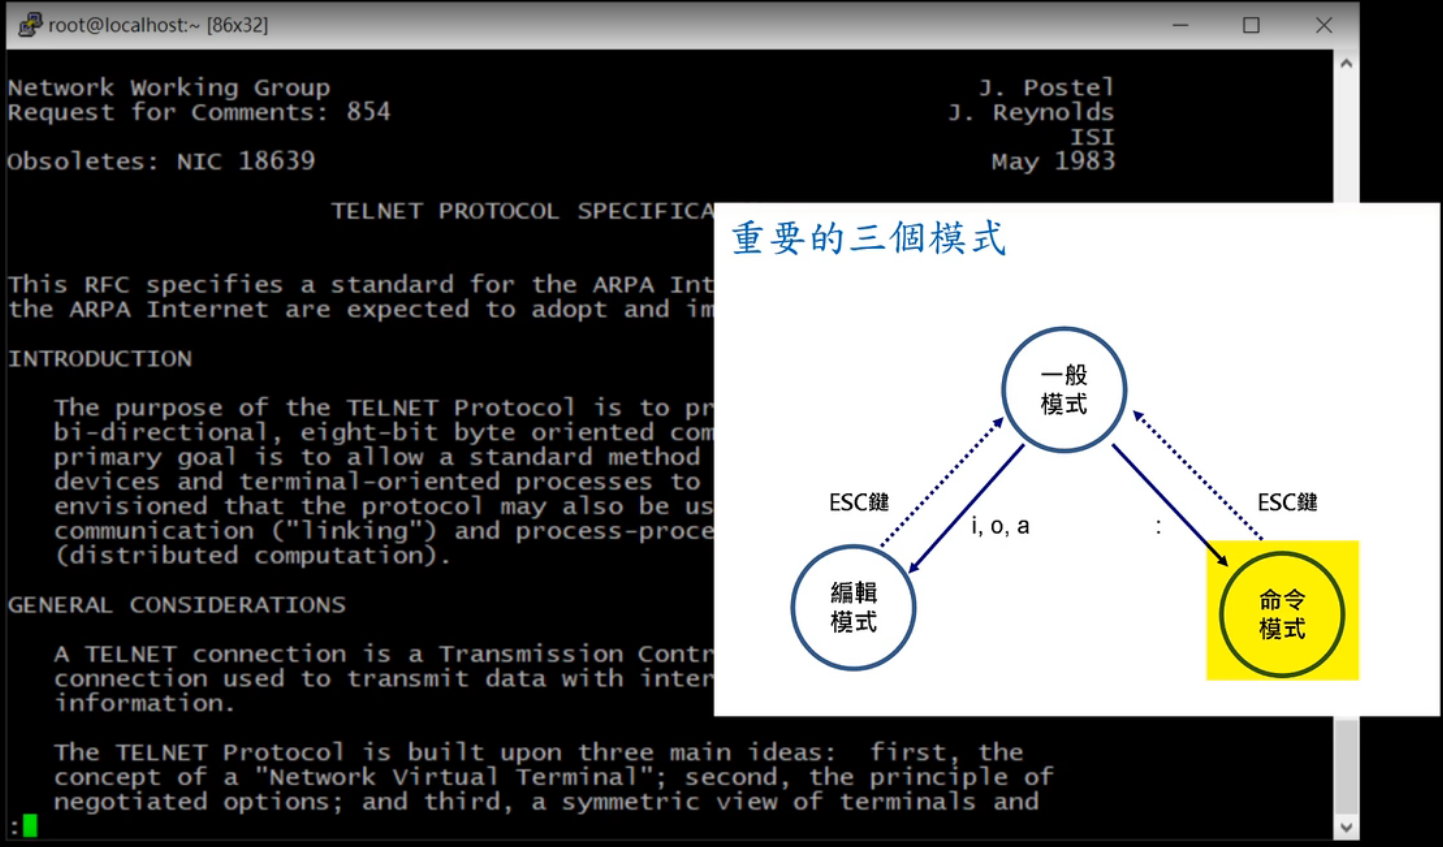 root@localhost:~ [86x32]
Network Working Group J. Postel
Request for Comments: 854 J. Reynolds
ISI
Obsoletes: NIC 18639 May 1983
TELNET PROTOCOL SPECIFICA
This RFC specifies a standard for the ARPA Int
the ARPA Internet are expected to adopt and im
INTRODUCTION
The purpose of the TELNET Protocol is to pr
bi-directional, eight-bit byte oriented com
primary goal is to allow a standard method
devices and terminal-oriented processes to
envisioned that the protocol may also be us
communication ("linking") and process-proce
(distributed computation).
GENERAL CONSIDERATIONS
A TELNET connection is a Transmission Contr
connection used to transmit data with inter
information.
The TELNET Protocol is built upon three main ideas: first, the
concept of a "Network Virtual Terminal"; second, the principle of
negotiated options; and third, a symmetric view of terminals and
:
重要的三個模式
一般
模式
ESC鍵
ESC鍵
i, o, a
:
編輯
模式
命令
模式